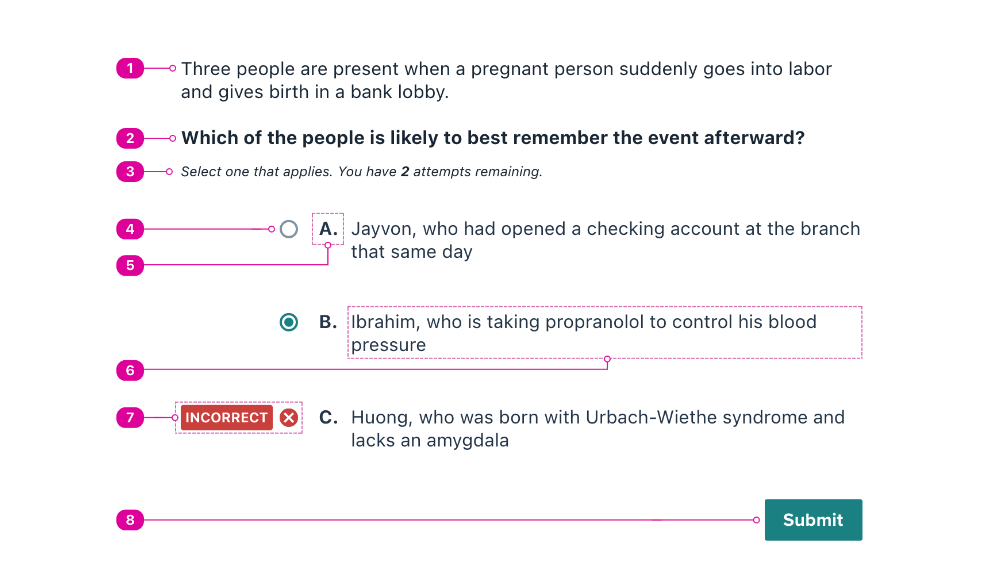 1 Three people are present when a pregnant person suddenly goes into labor
and gives birth in a bank lobby.
2 Which of the people is likely to best remember the event afterward?
3 Select one that applies. You have 2 attempts remaining.
4 A. Jayvon, who had opened a checking account at the branch
5 that same day
B. Ibrahim, who is taking propranolol to control his blood
pressure
6
7 INCORRECT C. Huong, who was born with Urbach-Wiethe syndrome and
lacks an amygdala
8 Submit